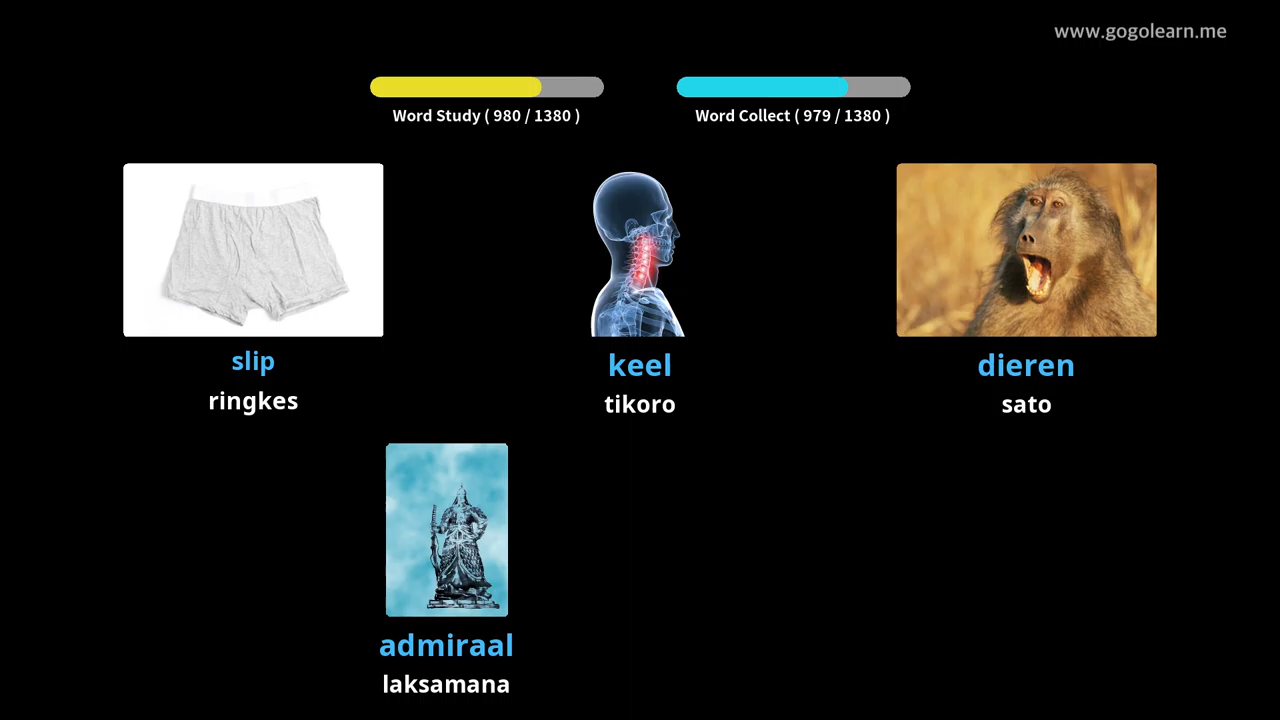 www.gogolearn.me
Word Study ( 980 / 1380 )
Word Collect ( 979 / 1380 )
slip
ringkes
keel
tikoro
dieren
sato
admiraal
laksamana